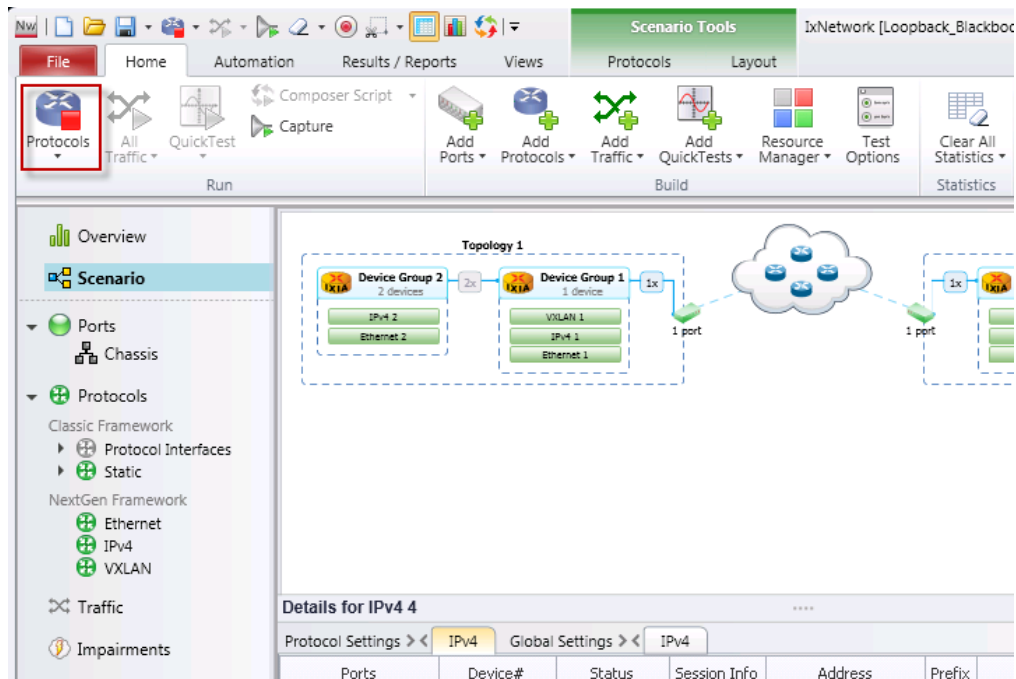 Nw
Scenario Tools
IxNetwork [Loopback_Blackbo
File Home Automation Results / Reports Views Protocols Layout
Protocols
All Traffic
QuickTest
Composer Script
Capture
Run
Add Ports
Add Protocols
Add Traffic
Add QuickTests
Resource Manager
Test Options
Build
Clear All Statistics
Statistics
Overview
Scenario
Ports
Chassis
Protocols
Classic Framework
Protocol Interfaces
Static
NextGen Framework
Ethernet
IPv4
VXLAN
Traffic
Impairments
Topology 1
IXIA
Device Group 2
2 devices
IPv4 2
Ethernet 2
2x
IXIA
Device Group 1
1 device
VXLAN 1
IPv4 1
Ethernet 1
1x
1 port
1 port
1x
IXIA
Details for IPv4 4
Protocol Settings IPv4 Global Settings IPv4
Ports Device# Status Session Info Address Prefix